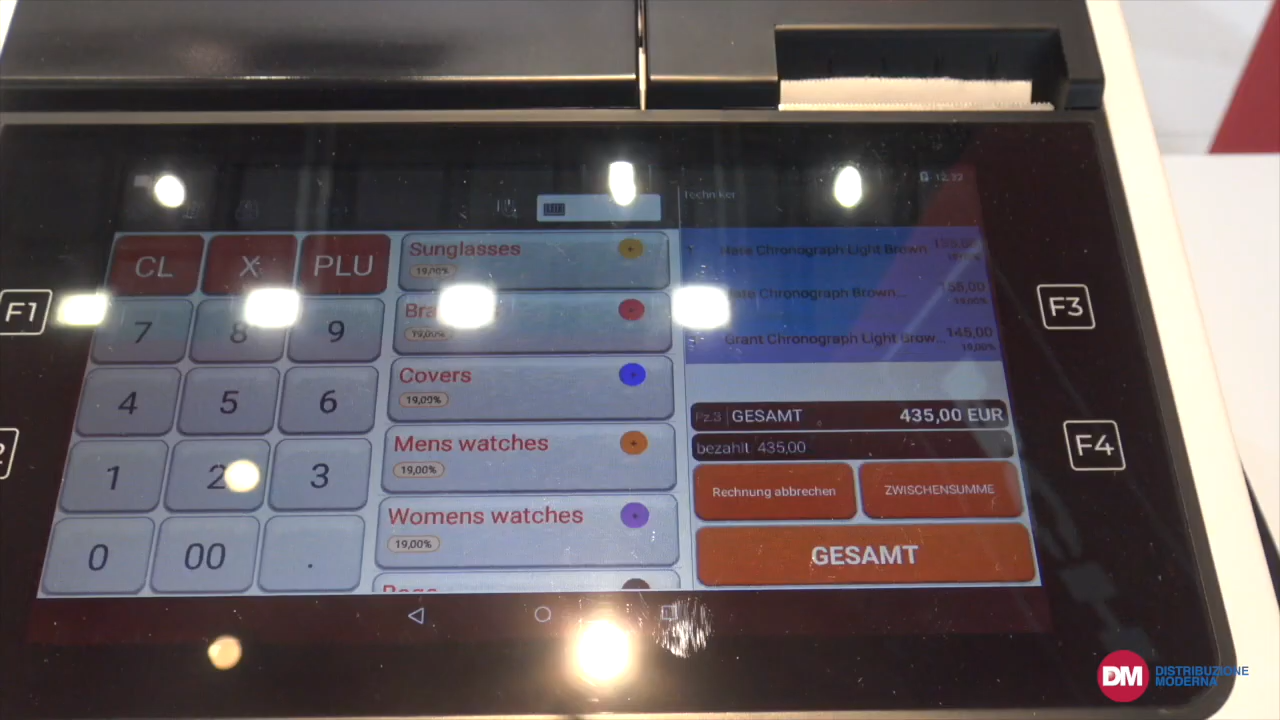 12:22
Techniker
CL
X
PLU
7
8
9
4
5
6
1
2
3
0
00
.
Sunglasses
19,00%
19,00%
Covers
19,00%
Mens watches
19,00%
Womens watches
19,00%
Bags
Chronograph Light Brown
19,00%
Chronograph Brown...
19,00%
Grant Chronograph Light Brow... 145,00
19,00%
Pz.3 GESAMT 435,00 EUR
bezahlt 435,00
Rechnung abbrechen
ZWISCHENSUMME
GESAMT
F1
F3
F4
DM DISTRIBUZIONE
MODERNA